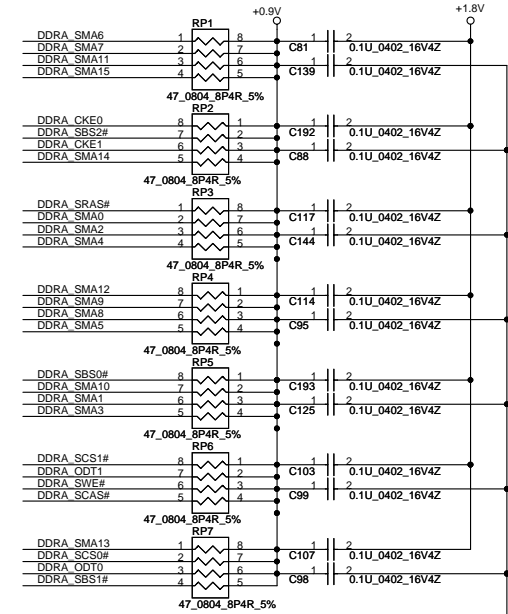 +0.9V +1.8V
RP1
DDRA_SMA6 1 8 C81 1 2 0.1U_0402_16V4Z
DDRA_SMA7 2 7
DDRA_SMA11 3 6 C139 1 2 0.1U_0402_16V4Z
DDRA_SMA15 4 5
47_0804_8P4R_5%
RP2
DDRA_CKE0 8 1 C192 1 2 0.1U_0402_16V4Z
DDRA_SBS2# 7 2
DDRA_CKE1 6 3 C88 1 2 0.1U_0402_16V4Z
DDRA_SMA14 5 4
47_0804_8P4R_5%
RP3
DDRA_SRAS# 1 8 C117 1 2 0.1U_0402_16V4Z
DDRA_SMA0 2 7
DDRA_SMA2 3 6 C144 1 2 0.1U_0402_16V4Z
DDRA_SMA4 4 5
47_0804_8P4R_5%
RP4
DDRA_SMA12 8 1 C114 1 2 0.1U_0402_16V4Z
DDRA_SMA9 7 2
DDRA_SMA8 6 3 C95 1 2 0.1U_0402_16V4Z
DDRA_SMA5 5 4
47_0804_8P4R_5%
RP5
DDRA_SBS0# 8 1 C193 1 2 0.1U_0402_16V4Z
DDRA_SMA10 7 2
DDRA_SMA1 6 3 C125 1 2 0.1U_0402_16V4Z
DDRA_SMA3 5 4
47_0804_8P4R_5%
RP6
DDRA_SCS1# 8 1 C103 1 2 0.1U_0402_16V4Z
DDRA_ODT1 7 2
DDRA_SWE# 6 3 C99 1 2 0.1U_0402_16V4Z
DDRA_SCAS# 5 4
47_0804_8P4R_5%
RP7
DDRA_SMA13 1 8 C107 1 2 0.1U_0402_16V4Z
DDRA_SCS0# 2 7
DDRA_ODT0 3 6 C98 1 2 0.1U_0402_16V4Z
DDRA_SBS1# 4 5
47_0804_8P4R_5%